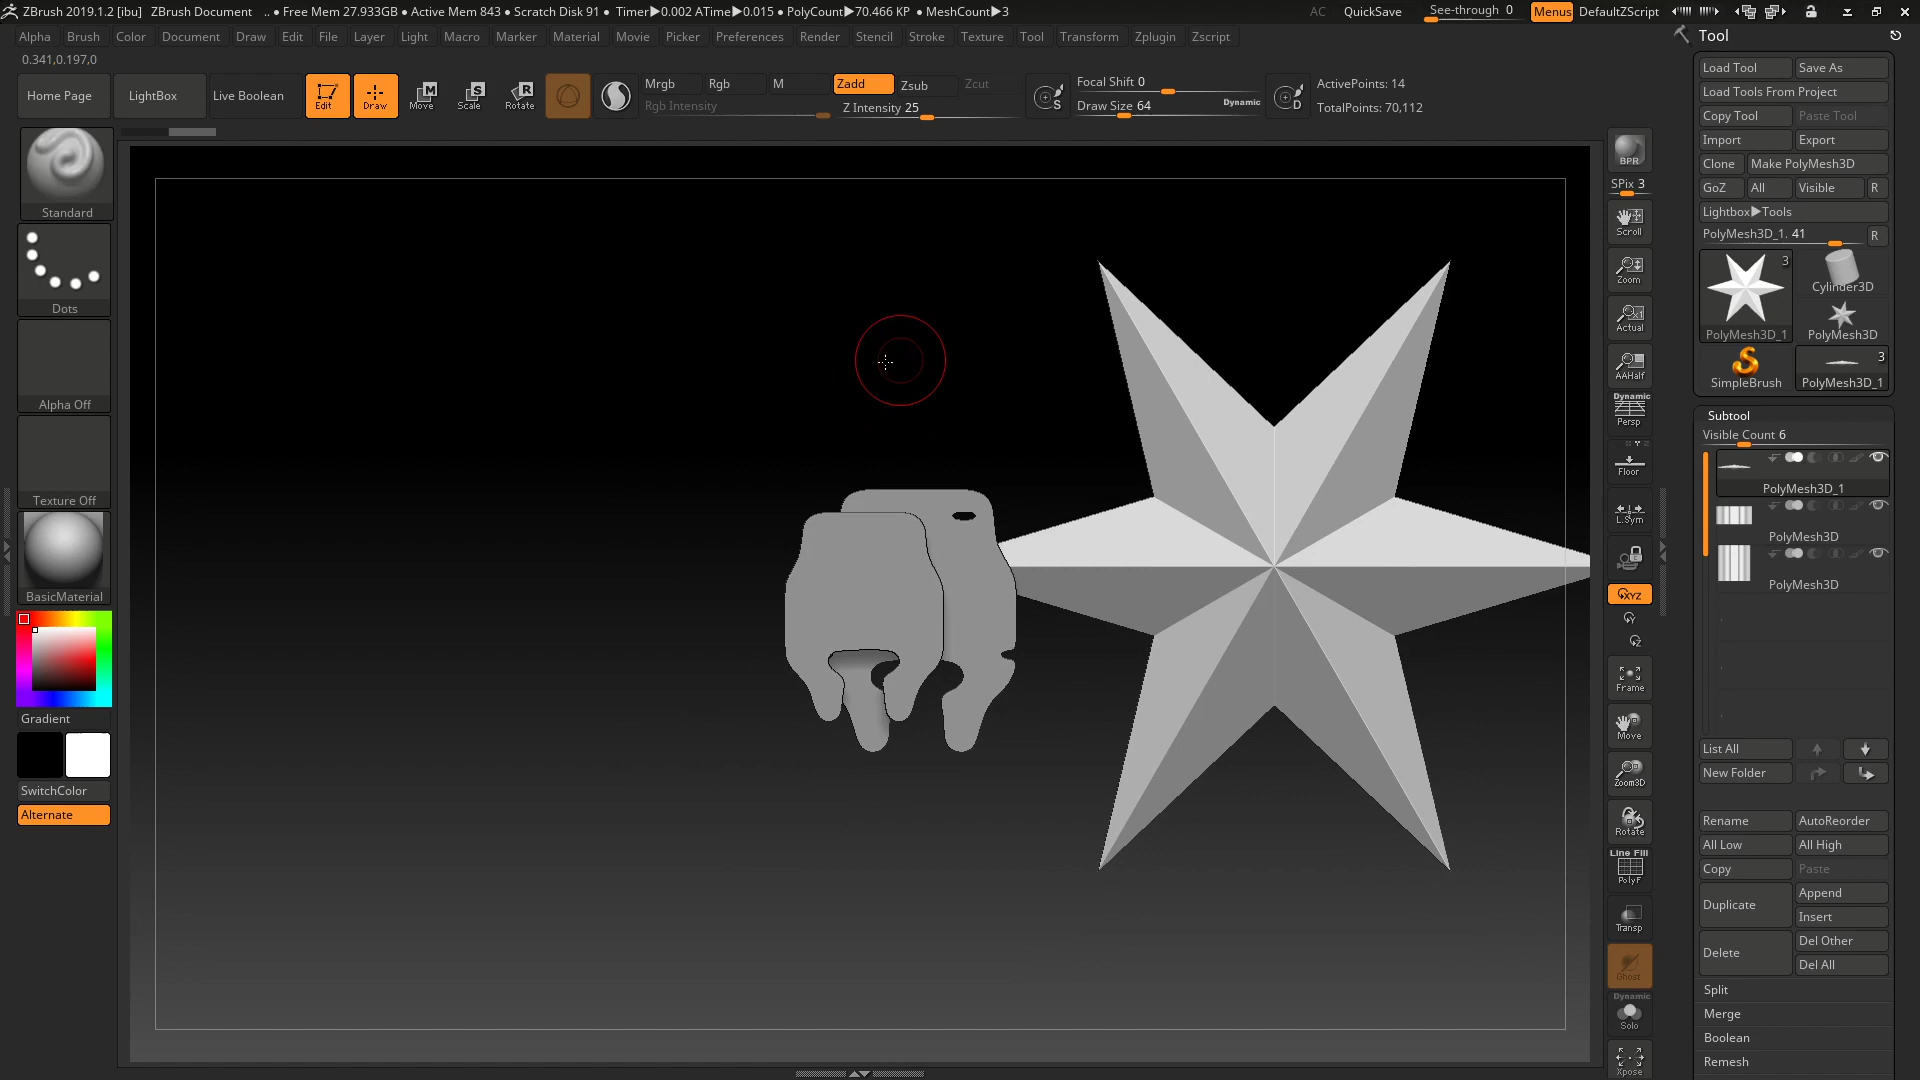 ZBrush 2019.1.2 [ibu] ZBrush Document .. • Free Mem 27.933GB • Active Mem 843 • Scratch Disk 91 • Timer▶0.002 ATime▶0.015 • PolyCount▶70.466 KP • MeshCount▶3 AC QuickSave See-through 0 Menus DefaultZScript
Alpha Brush Color Document Draw Edit File Layer Light Macro Marker Material Movie Picker Preferences Render Stencil Stroke Texture Tool Transform Zplugin Zscript
0.341,0.197,0
Home Page LightBox Live Boolean Edit Draw Move Scale Rotate
Mrgb Rgb M Zadd Zsub Zcut
Rgb Intensity Z Intensity 25
S Focal Shift 0
Draw Size 64 Dynamic D
ActivePoints: 14
TotalPoints: 70,112
Standard
Dots
Alpha Off
Texture Off
BasicMaterial
Gradient
SwitchColor
Alternate
BPR
SPix 3
Scroll
Zoom
Actual
AAHalf
Dynamic
Persp
Floor
L.Sym
XYZ
Y
Z
Frame
Move
Zoom3D
Rotate
Line Fill
PolyF
Transp
Ghost
Dynamic
Solo
Xpose
Tool
Load Tool Save As
Load Tools From Project
Copy Tool Paste Tool
Import Export
Clone Make PolyMesh3D
GoZ All Visible R
Lightbox▶Tools
PolyMesh3D_1. 41 R
3
PolyMesh3D_1 Cylinder3D
PolyMesh3D
SimpleBrush 3
PolyMesh3D_1
Subtool
Visible Count 6
PolyMesh3D_1
PolyMesh3D
PolyMesh3D
List All
New Folder
Rename AutoReorder
All Low All High
Copy Paste
Duplicate Append
Insert
Delete Del Other
Del All
Split
Merge
Boolean
Remesh